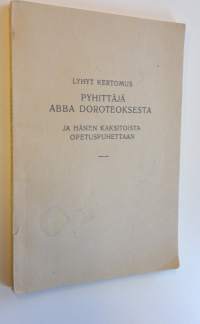 LYHYT KERTOMUS
PYHITTÄJÄ
ABBA DOROTEOKSESTA
JA HÄNEN KAKSITOISTA
OPETUSPUHETTAAN